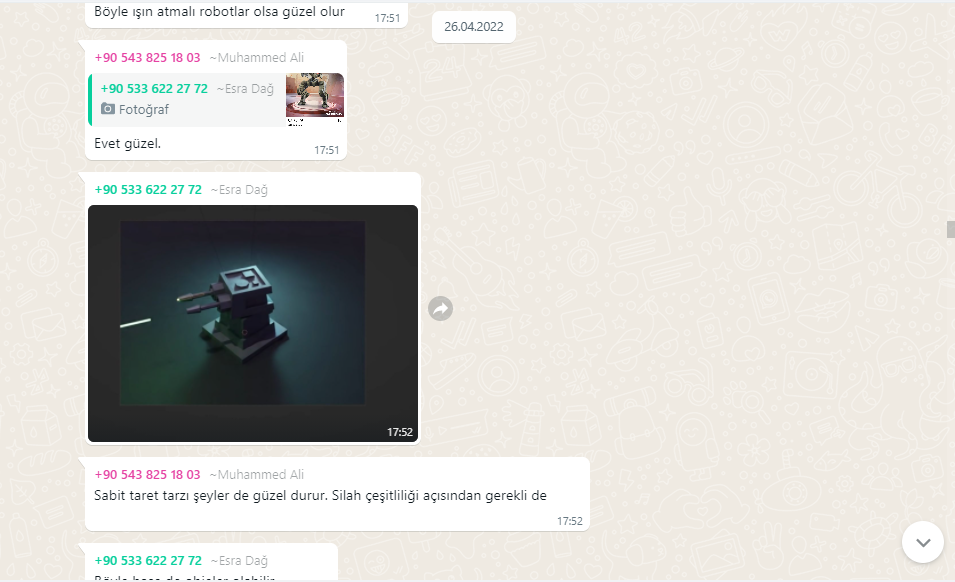 Böyle ışın atmalı robotlar olsa güzel olur
17:51
26.04.2022
+90 543 825 18 03 ~Muhammed Ali
+90 533 622 27 72 ~Esra Dağ
Fotoğraf
Evet güzel.
17:51
+90 533 622 27 72 ~Esra Dağ
17:52
+90 543 825 18 03 ~Muhammed Ali
Sabit taret tarzı şeyler de güzel durur. Silah çeşitliliği açısından gerekli de
17:52
+90 533 622 27 72 ~Esra Dağ